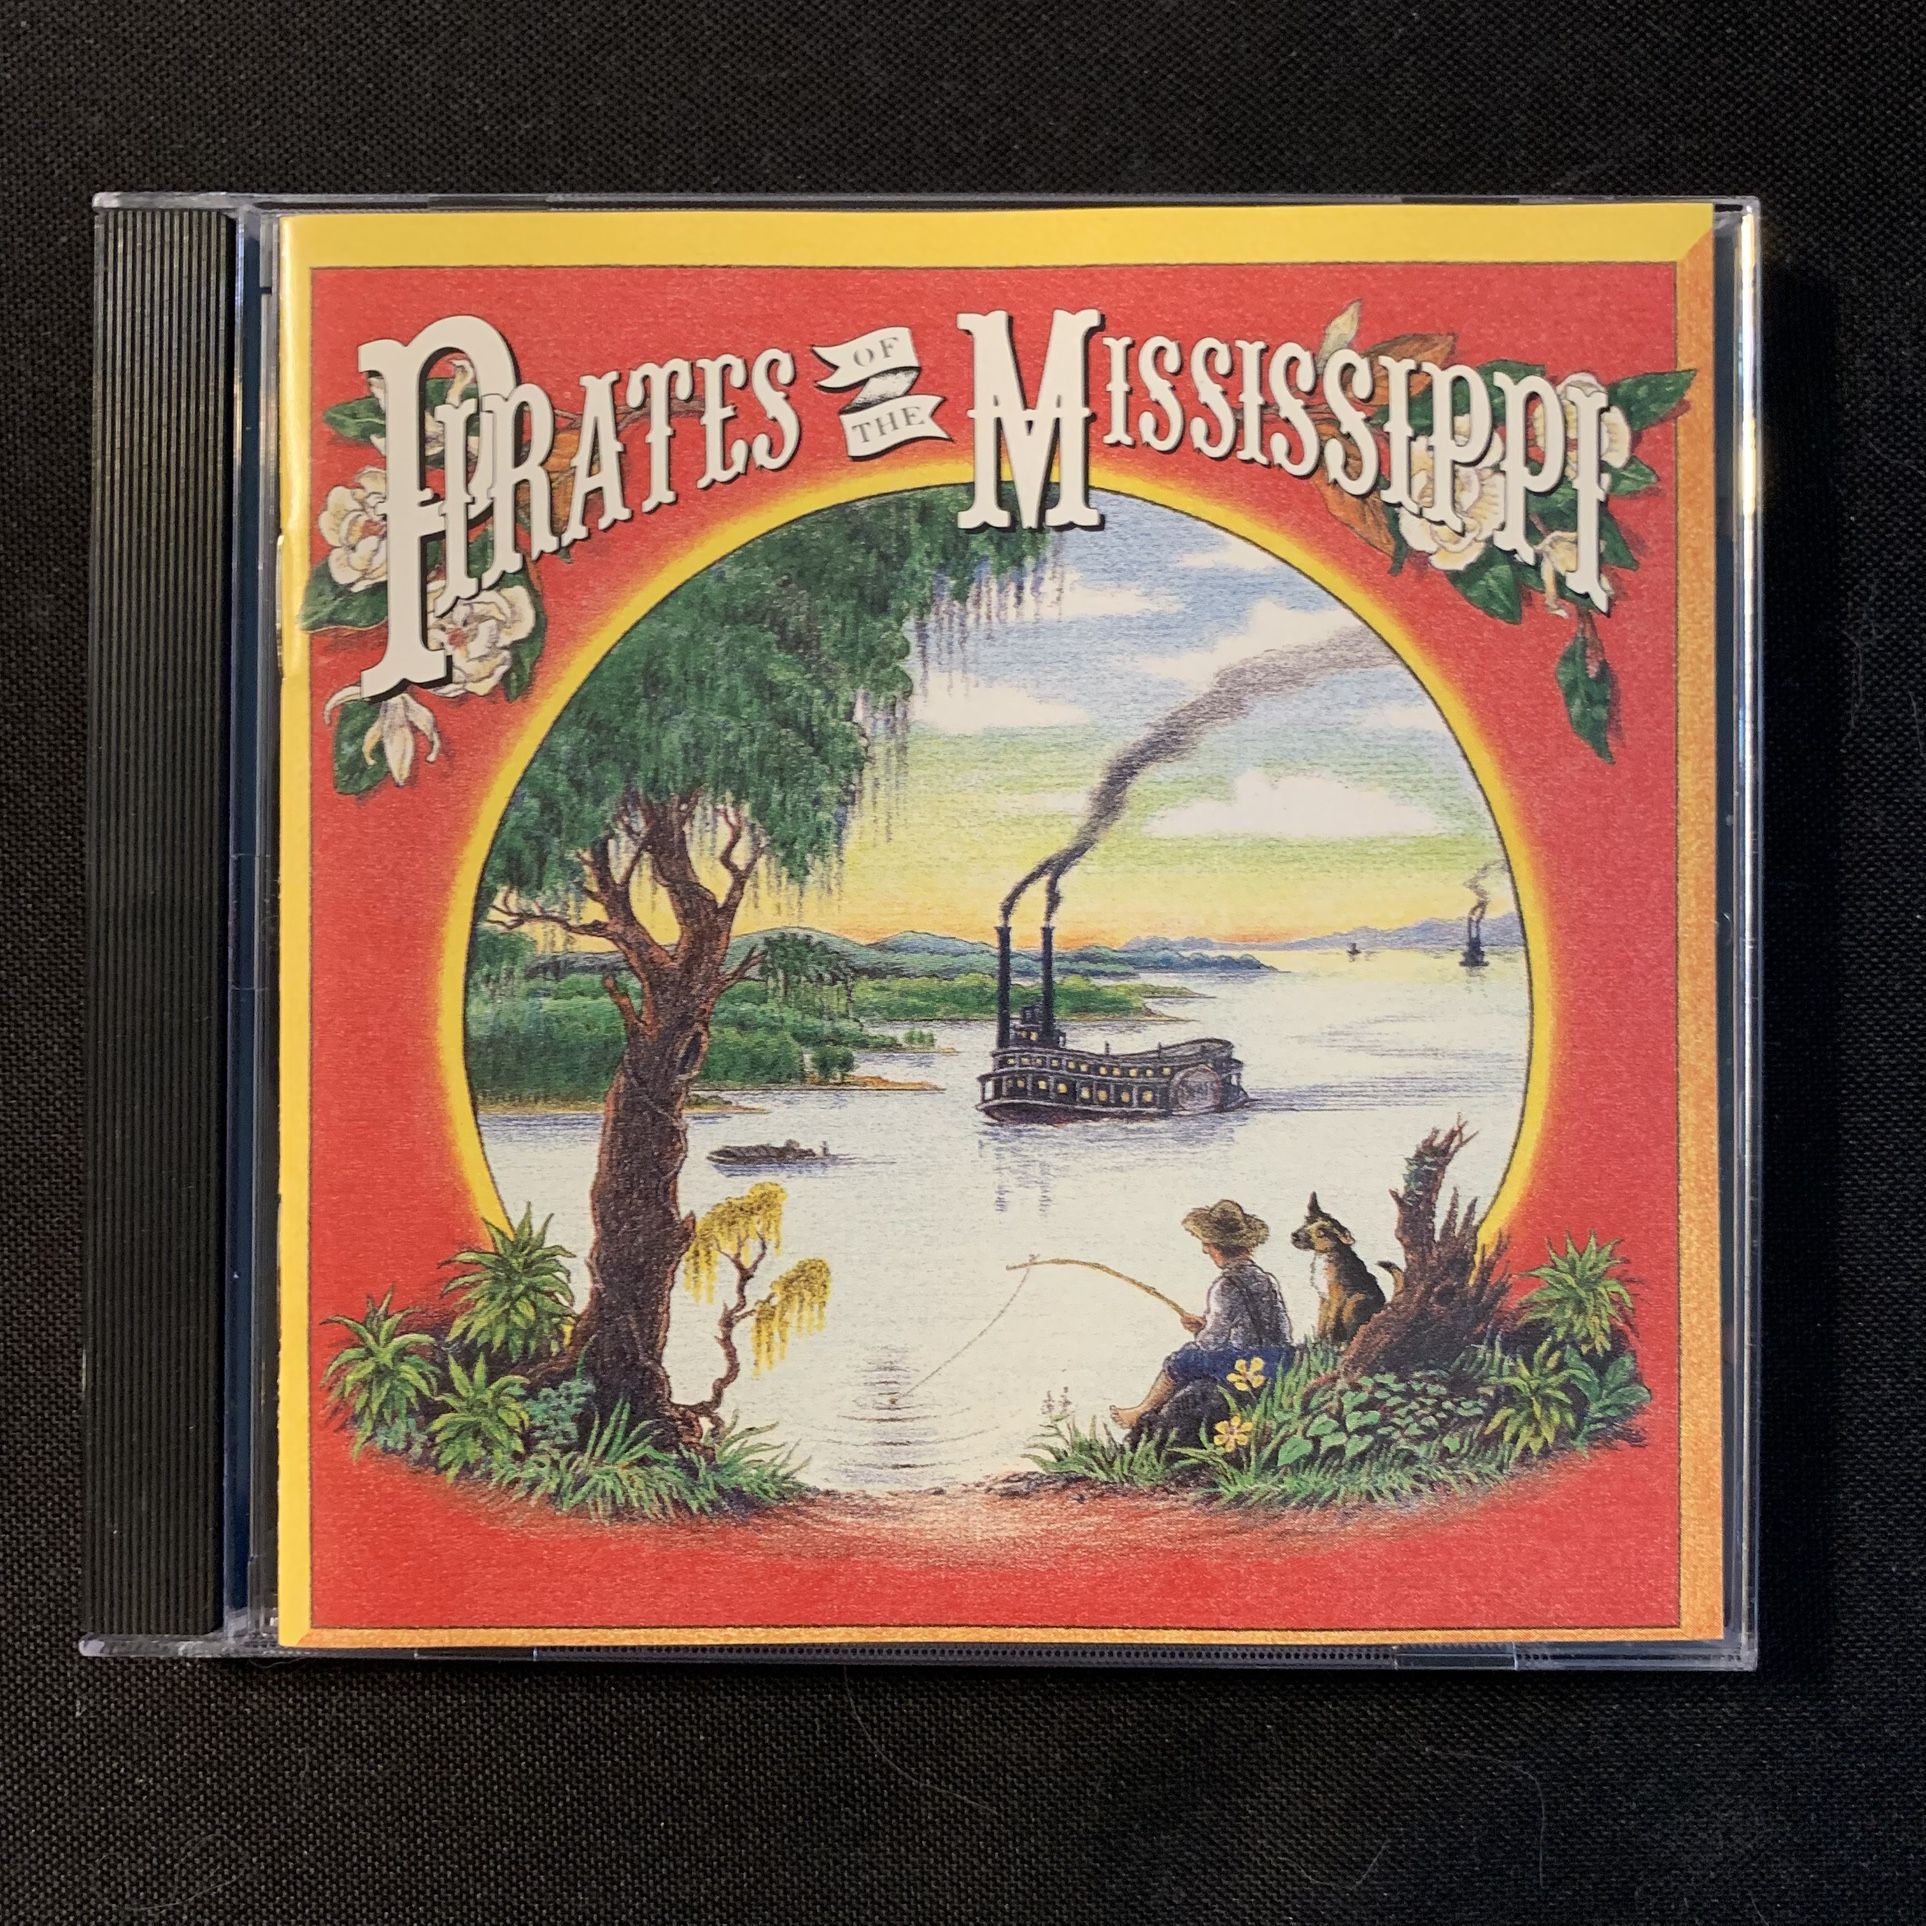 PIRATES OF THE MISSISSIPPI